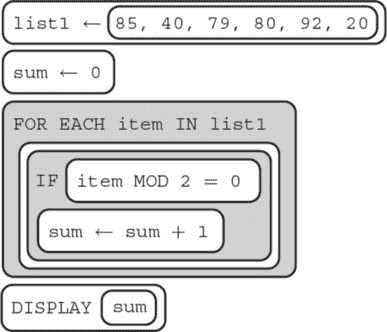 list1 ← 85, 40, 79, 80, 92, 20
sum ← 0
FOR EACH item IN list1
IF item MOD 2 = 0
sum ← sum + 1
DISPLAY sum